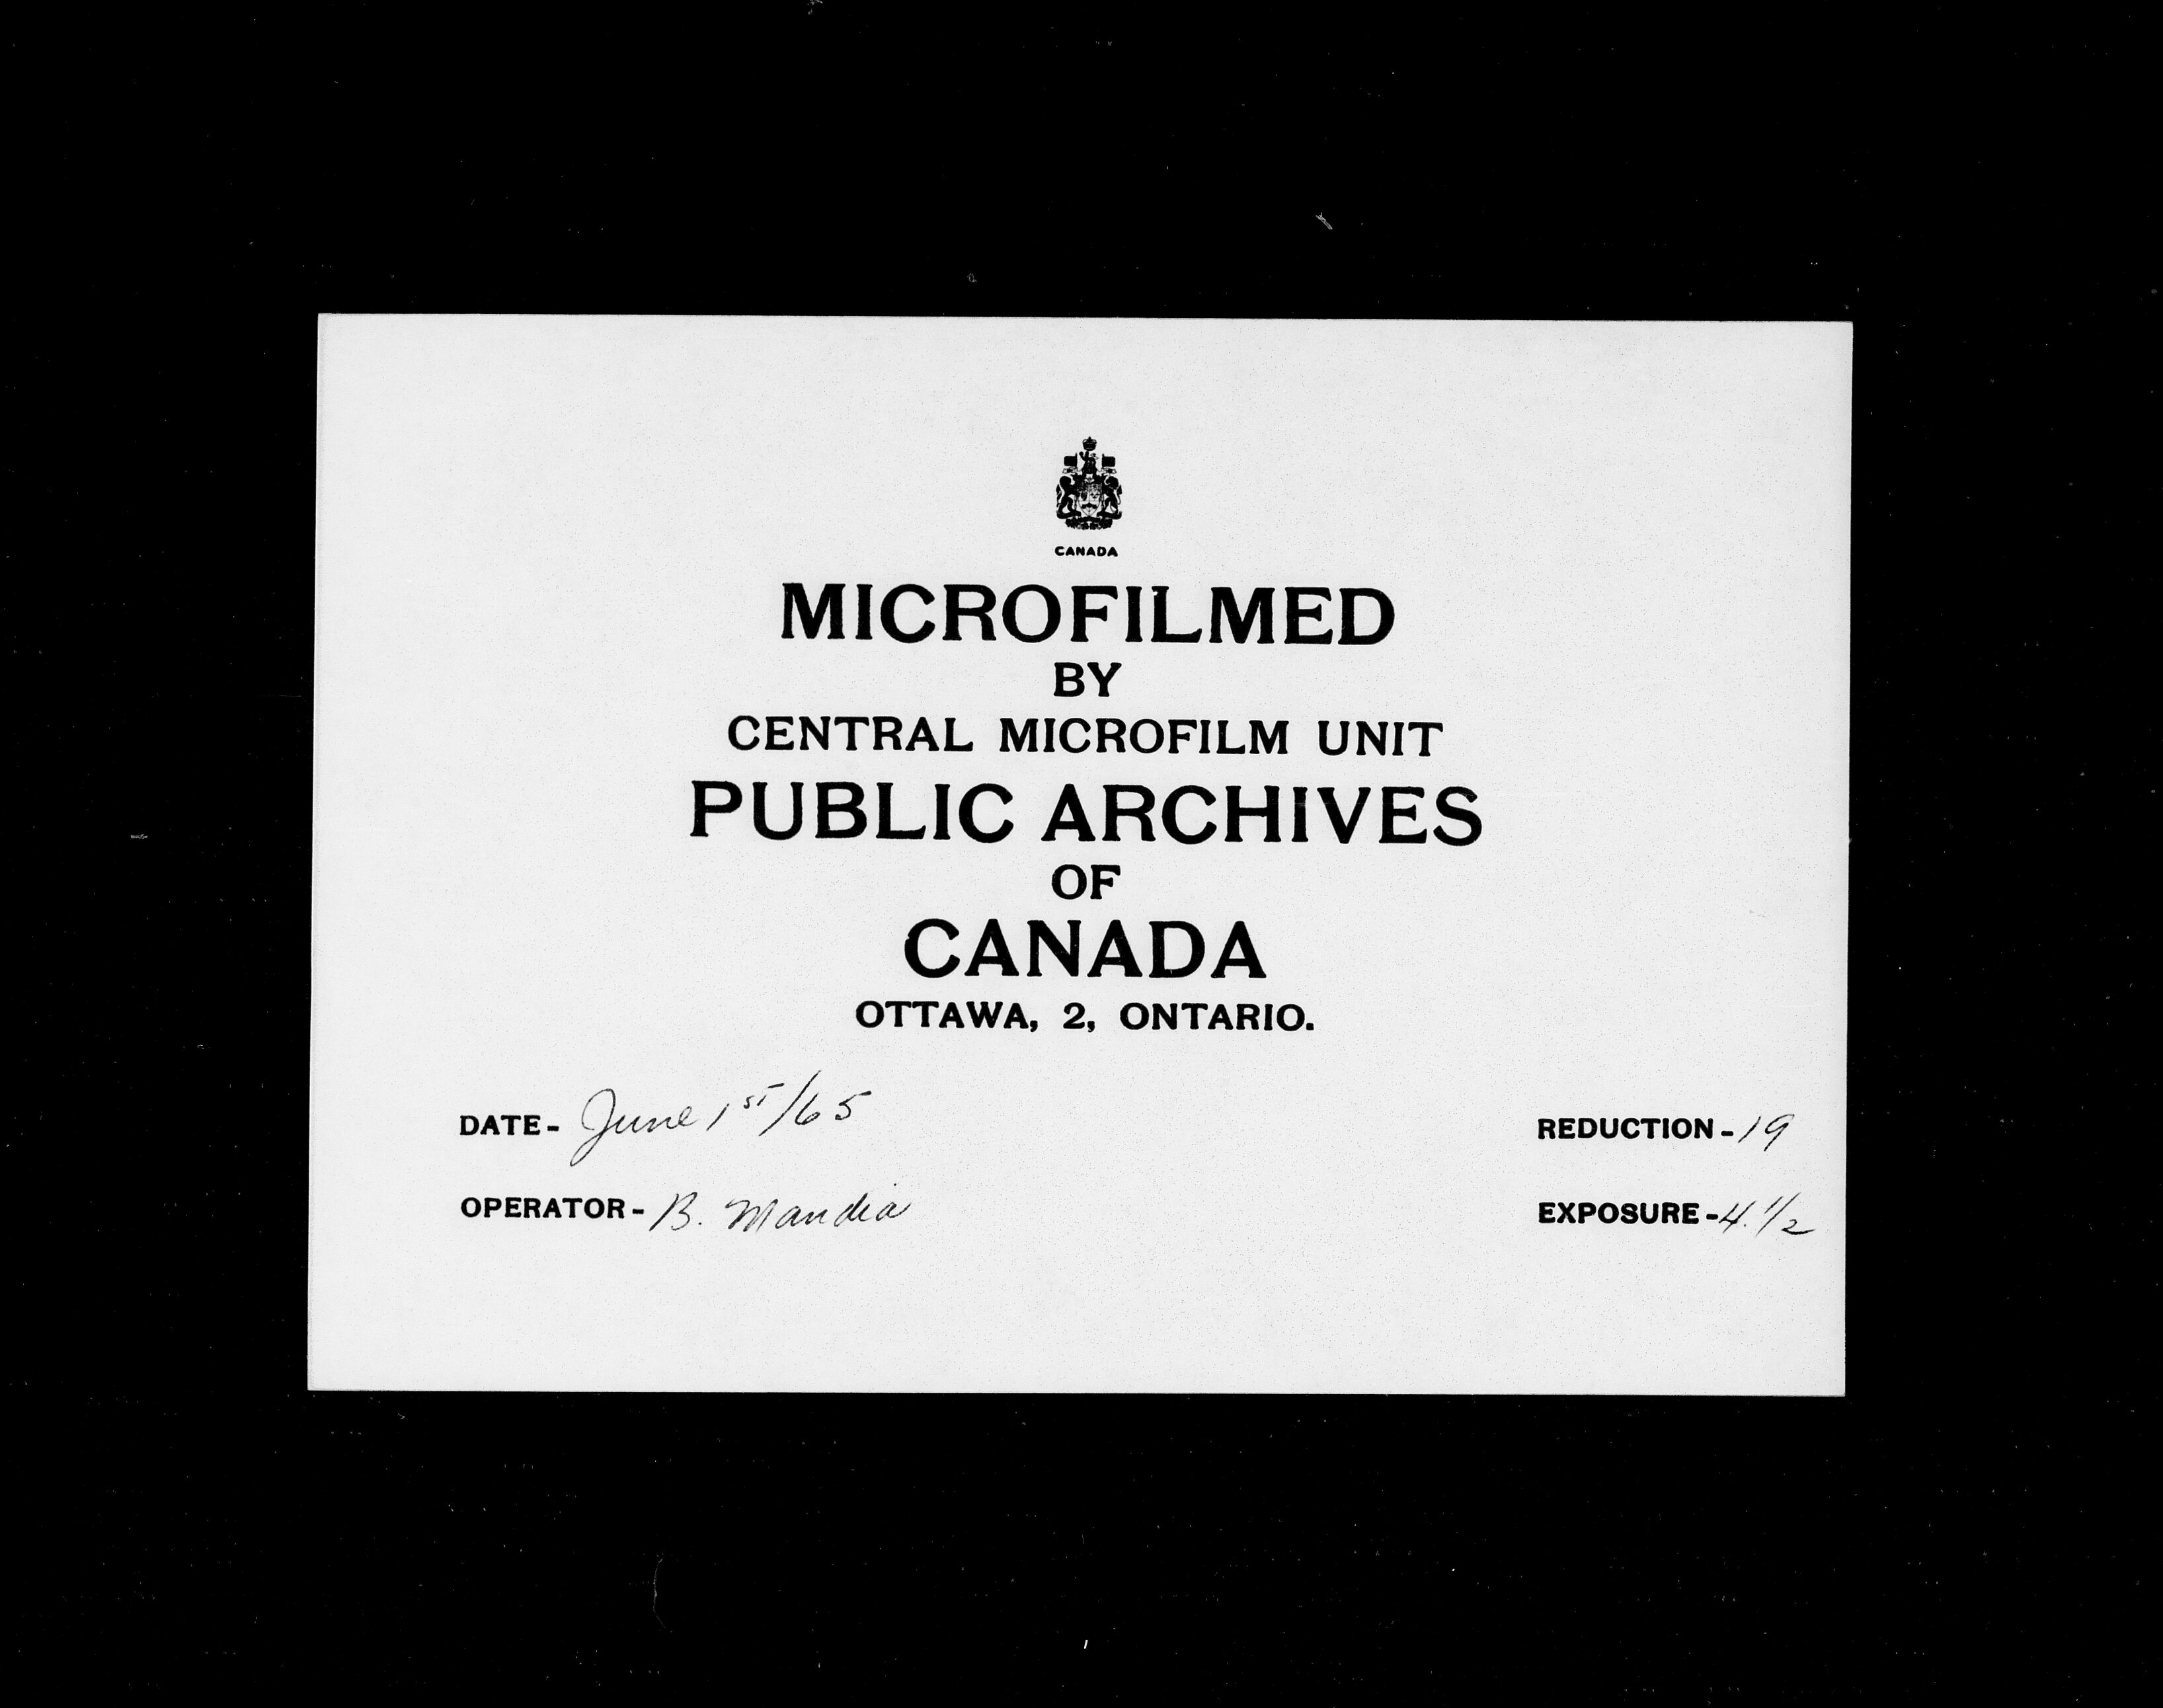 CANADA
MICROFILMED
BY
CENTRAL MICROFILM UNIT
PUBLIC ARCHIVES
OF
CANADA
OTTAWA, 2, ONTARIO.
DATE - June 1st/65
REDUCTION - 19
OPERATOR - B. Mandia
EXPOSURE - 4. 1/2